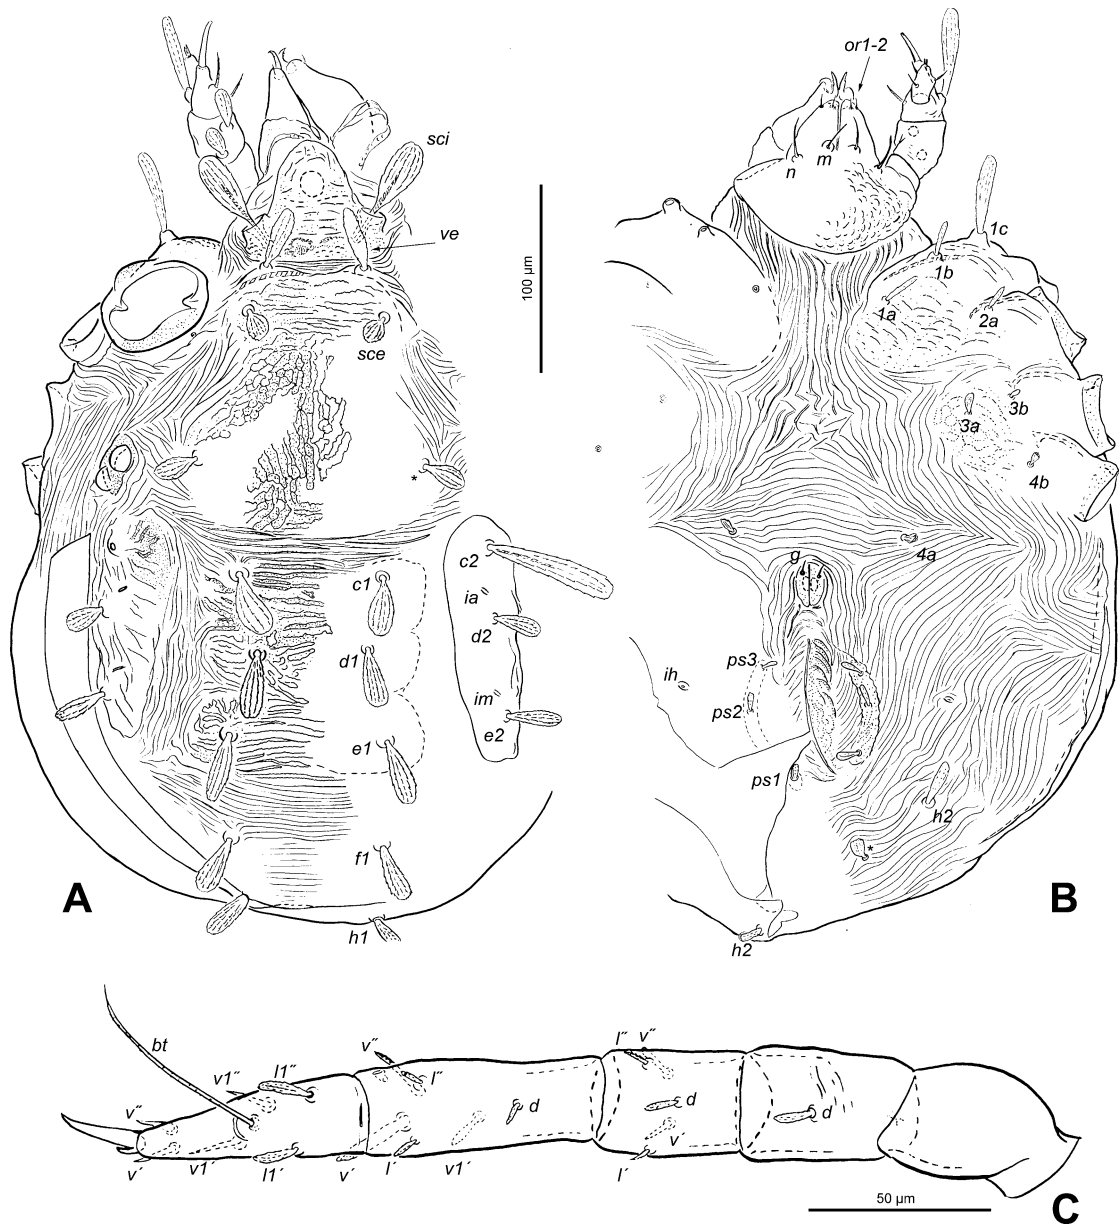 or1-2
sci
n
m
ve
1c
100 µm
1b
1a
2a
sce
3b
3a
4b
*
c2
4a
g
c1
ia
d2
d1
ps3
ih
im
ps2
e1
e2
ps1
h2
f1
*
A
B
h1
h2
bt
v″
l″
v″
l1″
v1″
l″
v″
d
d
d
v′
v′
v1′
l1′
v′
l′
v1′
l′
50 µm
C